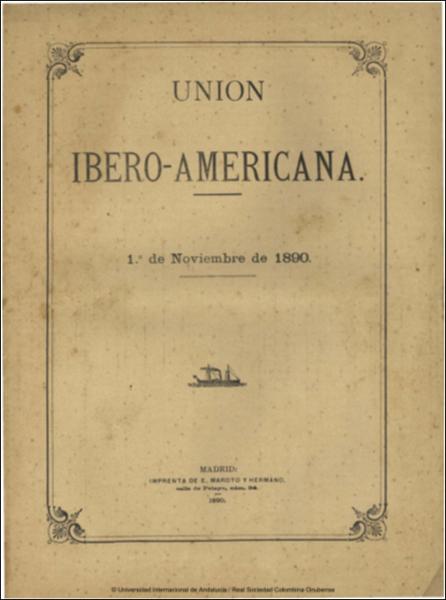 UNION
IBERO-AMERICANA.
1.º de Noviembre de 1890.
MADRID:
IMPRENTA DE E. MAROTO Y HERMANO,
calle de Pelayo, núm. 34.
1890.
© Universidad Internacional de Andalucía / Real Sociedad Colombina Onubense